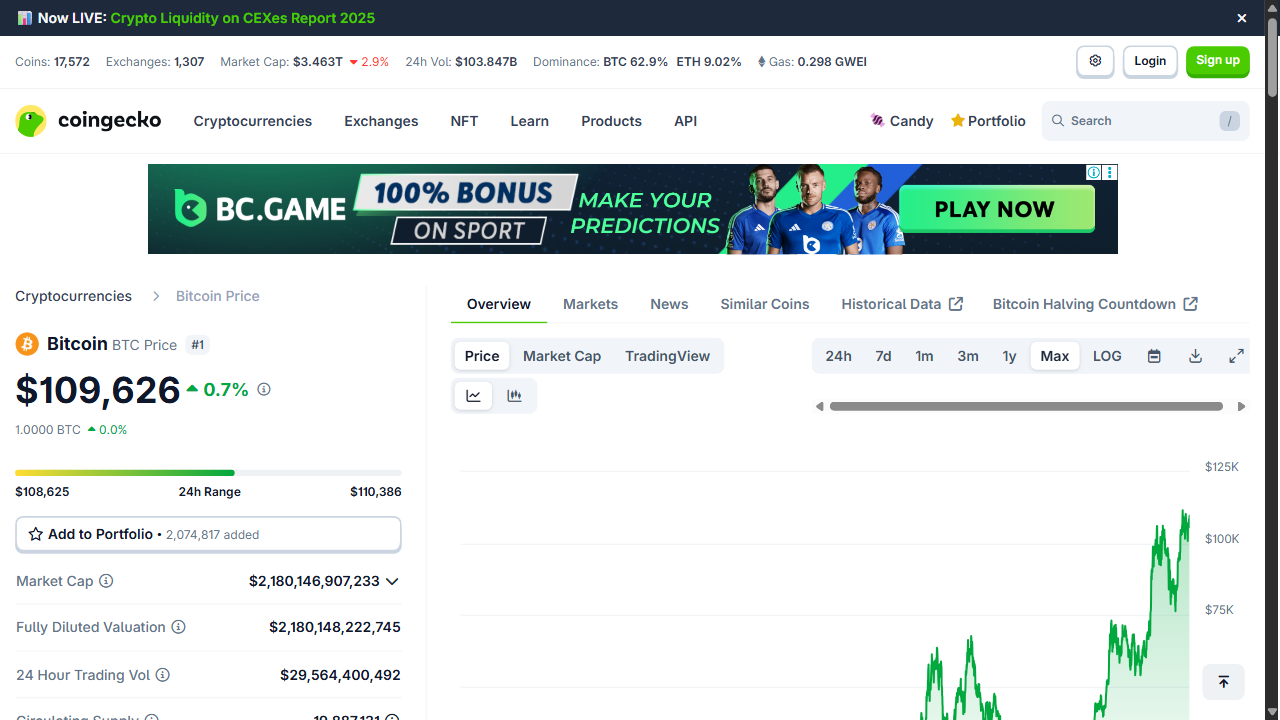 Now LIVE: Crypto Liquidity on CEXes Report 2025
Coins: 17,572 Exchanges: 1,307 Market Cap: $3.463T 2.9% 24h Vol: $103.847B Dominance: BTC 62.9% ETH 9.02% Gas: 0.298 GWEI
Login
Sign up
coingecko
Cryptocurrencies Exchanges NFT Learn Products API
Candy Portfolio
Search /
BC.GAME
100% BONUS
ON SPORT
MAKE YOUR
PREDICTIONS
PLAY NOW
Cryptocurrencies Bitcoin Price
Bitcoin BTC Price #1
$109,626 0.7%
1.0000 BTC 0.0%
$108,625 24h Range $110,386
Add to Portfolio • 2,074,817 added
Market Cap $2,180,146,907,233
Fully Diluted Valuation $2,180,148,222,745
24 Hour Trading Vol $29,564,400,492
Circulating Supply 19,887,131
Overview Markets News Similar Coins Historical Data Bitcoin Halving Countdown
Price Market Cap TradingView
24h 7d 1m 3m 1y Max LOG
$125K
$100K
$75K